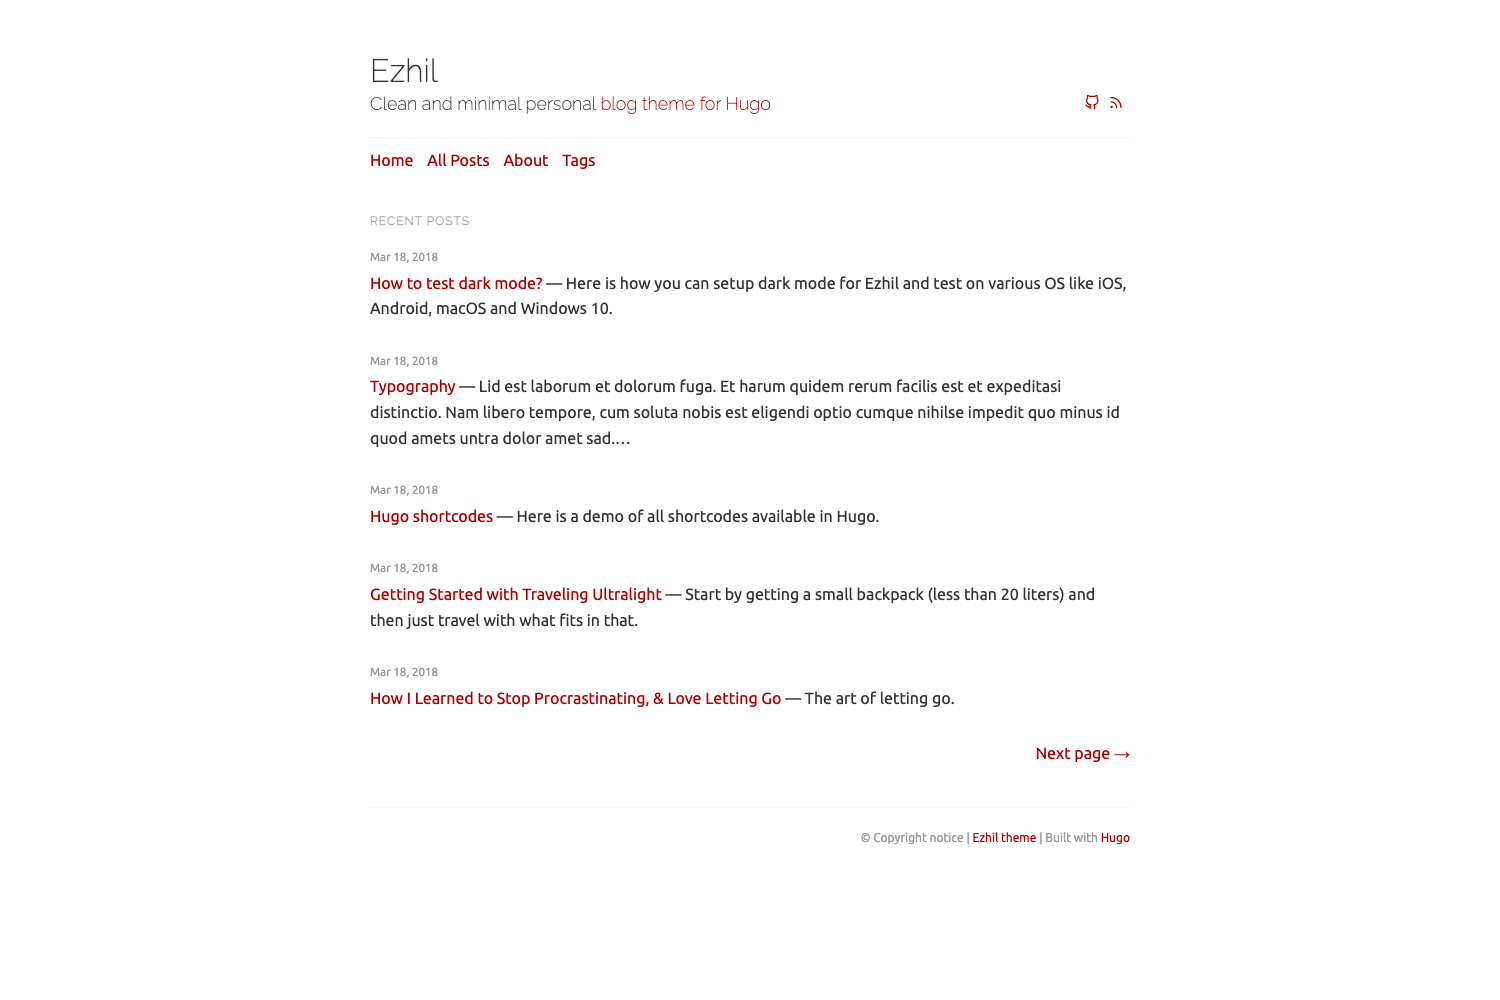 Ezhil
Clean and minimal personal blog theme for Hugo
Home All Posts About Tags
RECENT POSTS
Mar 18, 2018
How to test dark mode? — Here is how you can setup dark mode for Ezhil and test on various OS like iOS,
Android, macOS and Windows 10.
Mar 18, 2018
Typography — Lid est laborum et dolorum fuga. Et harum quidem rerum facilis est et expeditasi
distinctio. Nam libero tempore, cum soluta nobis est eligendi optio cumque nihilse impedit quo minus id
quod amets untra dolor amet sad.…
Mar 18, 2018
Hugo shortcodes — Here is a demo of all shortcodes available in Hugo.
Mar 18, 2018
Getting Started with Traveling Ultralight — Start by getting a small backpack (less than 20 liters) and
then just travel with what fits in that.
Mar 18, 2018
How I Learned to Stop Procrastinating, & Love Letting Go — The art of letting go.
Next page →
© Copyright notice | Ezhil theme | Built with Hugo